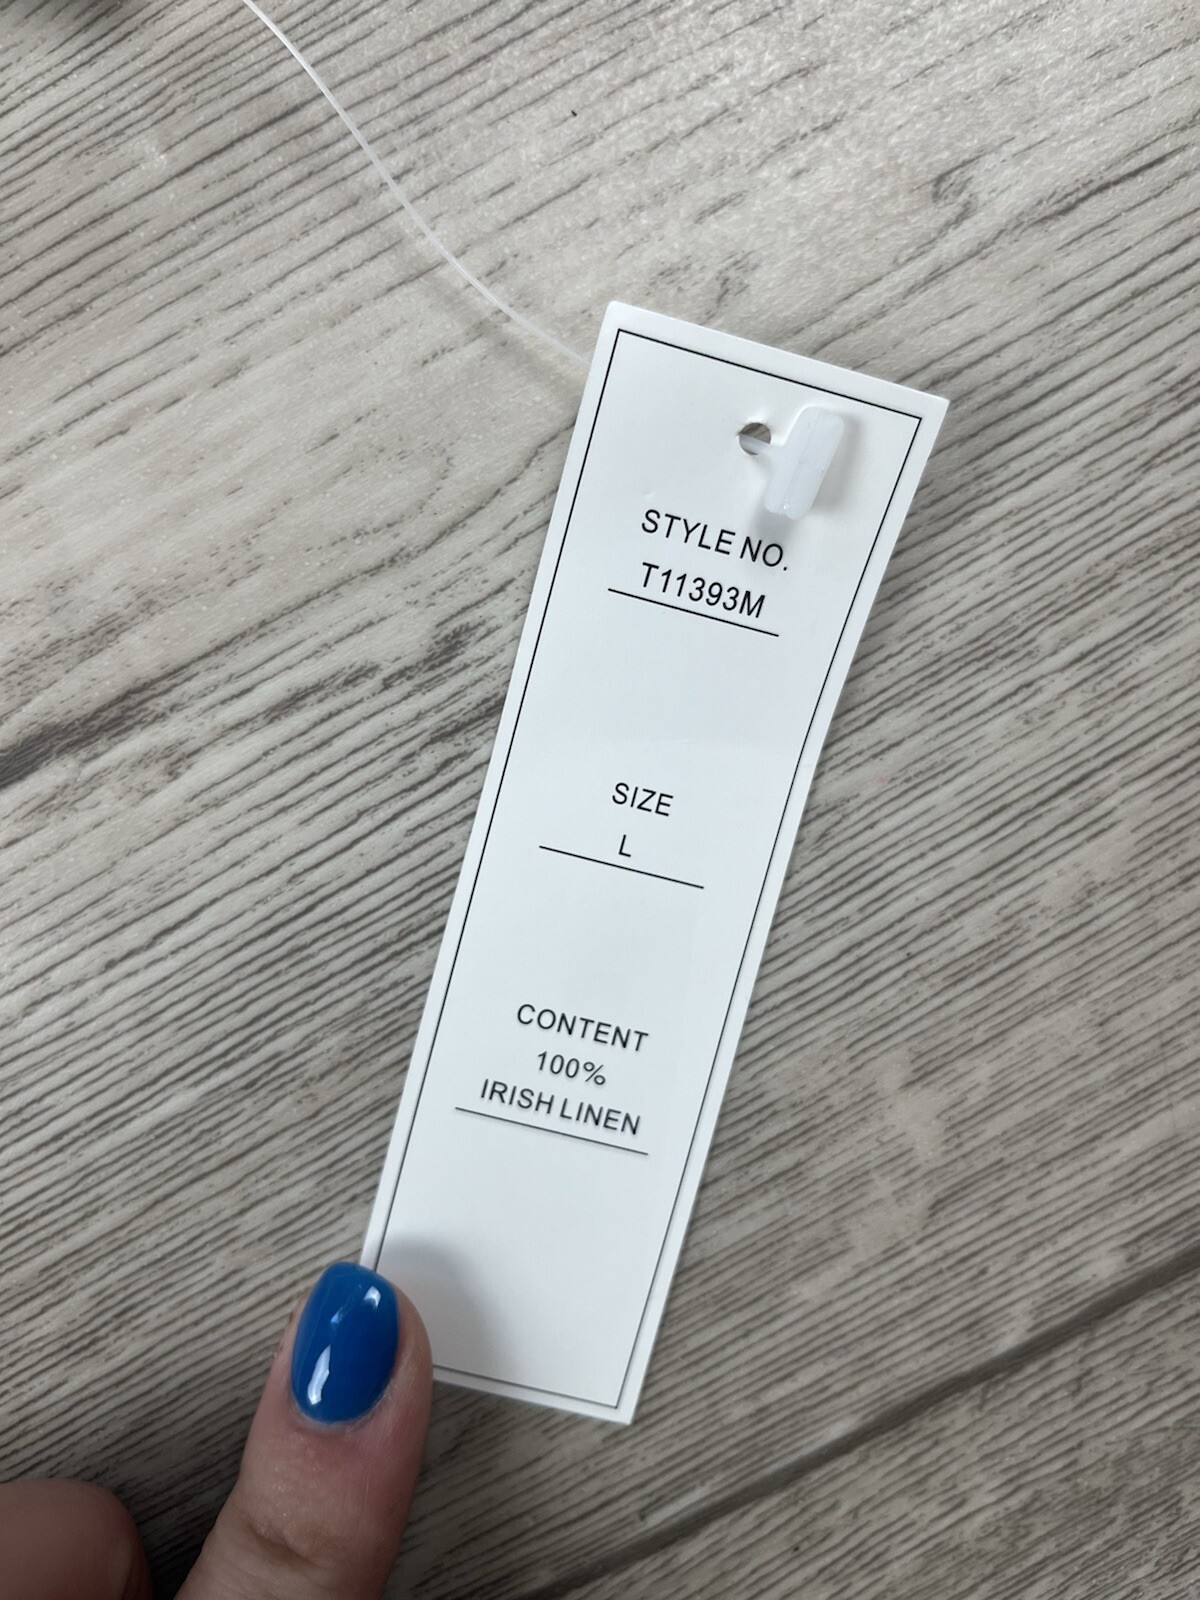 STYLE NO.
T11393M
SIZE
L
CONTENT
100%
IRISH LINEN